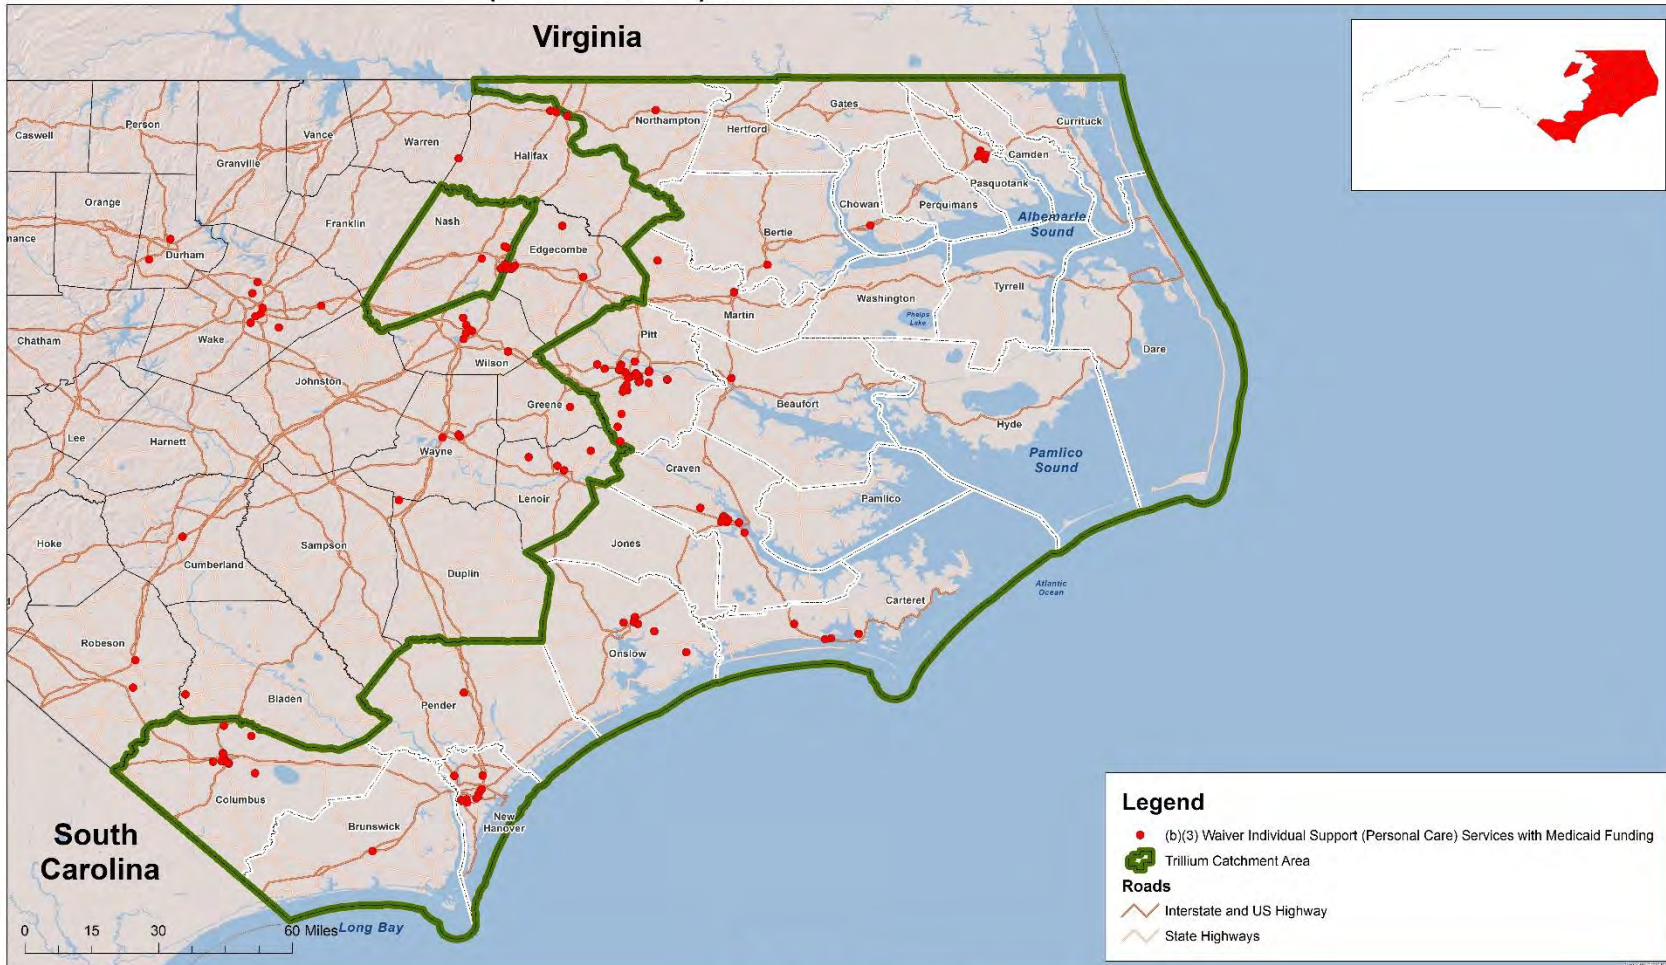 Virginia
Gates
Currituck
Person
Northampton
Hertford
Caswell
Vance
Warren
Halifax
Camden
Granville
Pasquotank
Orange
Chowan
Perquimans
Nash
Franklin
Albemarle
Sound
Bertie
Edgecombe
mance
Durham
Tyrrell
Washington
Martin
Phelps
Lake
Pitt
Chatham
Wake
Dare
Wilson
Johnston
Greene
Beaufort
Hyde
Lee
Harnett
Wayne
Pamlico
Sound
Craven
Lenoir
Pamlico
Hoke
Sampson
Jones
Cumberland
Duplin
Atlantic
Ocean
Carteret
Robeson
Onslow
Bladen
Pender
Columbus
New
Hanover
Brunswick
South
Carolina
Long Bay
0 15 30 60 Miles
Legend
(b)(3) Waiver Individual Support (Personal Care) Services with Medicaid Funding
Trillium Catchment Area
Roads
Interstate and US Highway
State Highways